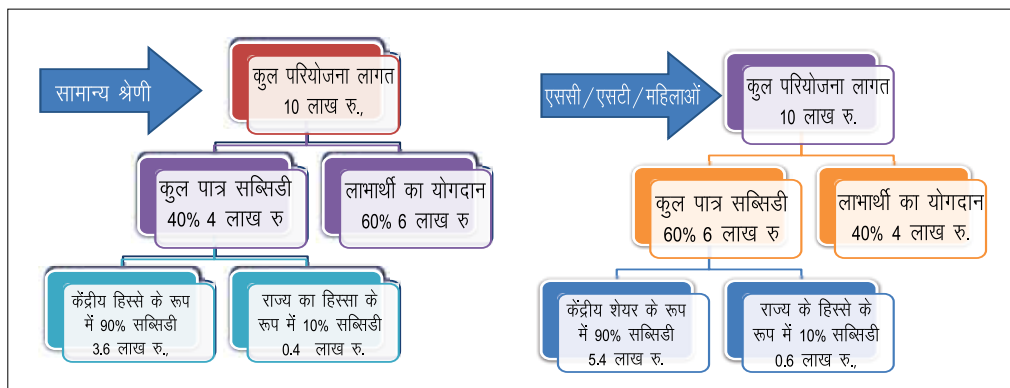 सामान्य श्रेणी
कुल परियोजना लागत
10 लाख रु.,
कुल पात्र सब्सिडी
40% 4 लाख रु
लाभार्थी का योगदान
60% 6 लाख रु
केंद्रीय हिस्से के रूप
में 90% सब्सिडी
3.6 लाख रु.,
राज्य का हिस्सा के
रूप में 10% सब्सिडी
0.4 लाख रु.
एससी/एसटी/महिलाओं
कुल परियोजना लागत
10 लाख रु.
कुल पात्र सब्सिडी
60% 6 लाख रु
लाभार्थी का योगदान
40% 4 लाख रु.
केंद्रीय शेयर के रूप
में 90% सब्सिडी
5.4 लाख रु.
राज्य के हिस्से के
रूप में 10% सब्सिडी
0.6 लाख रु.,